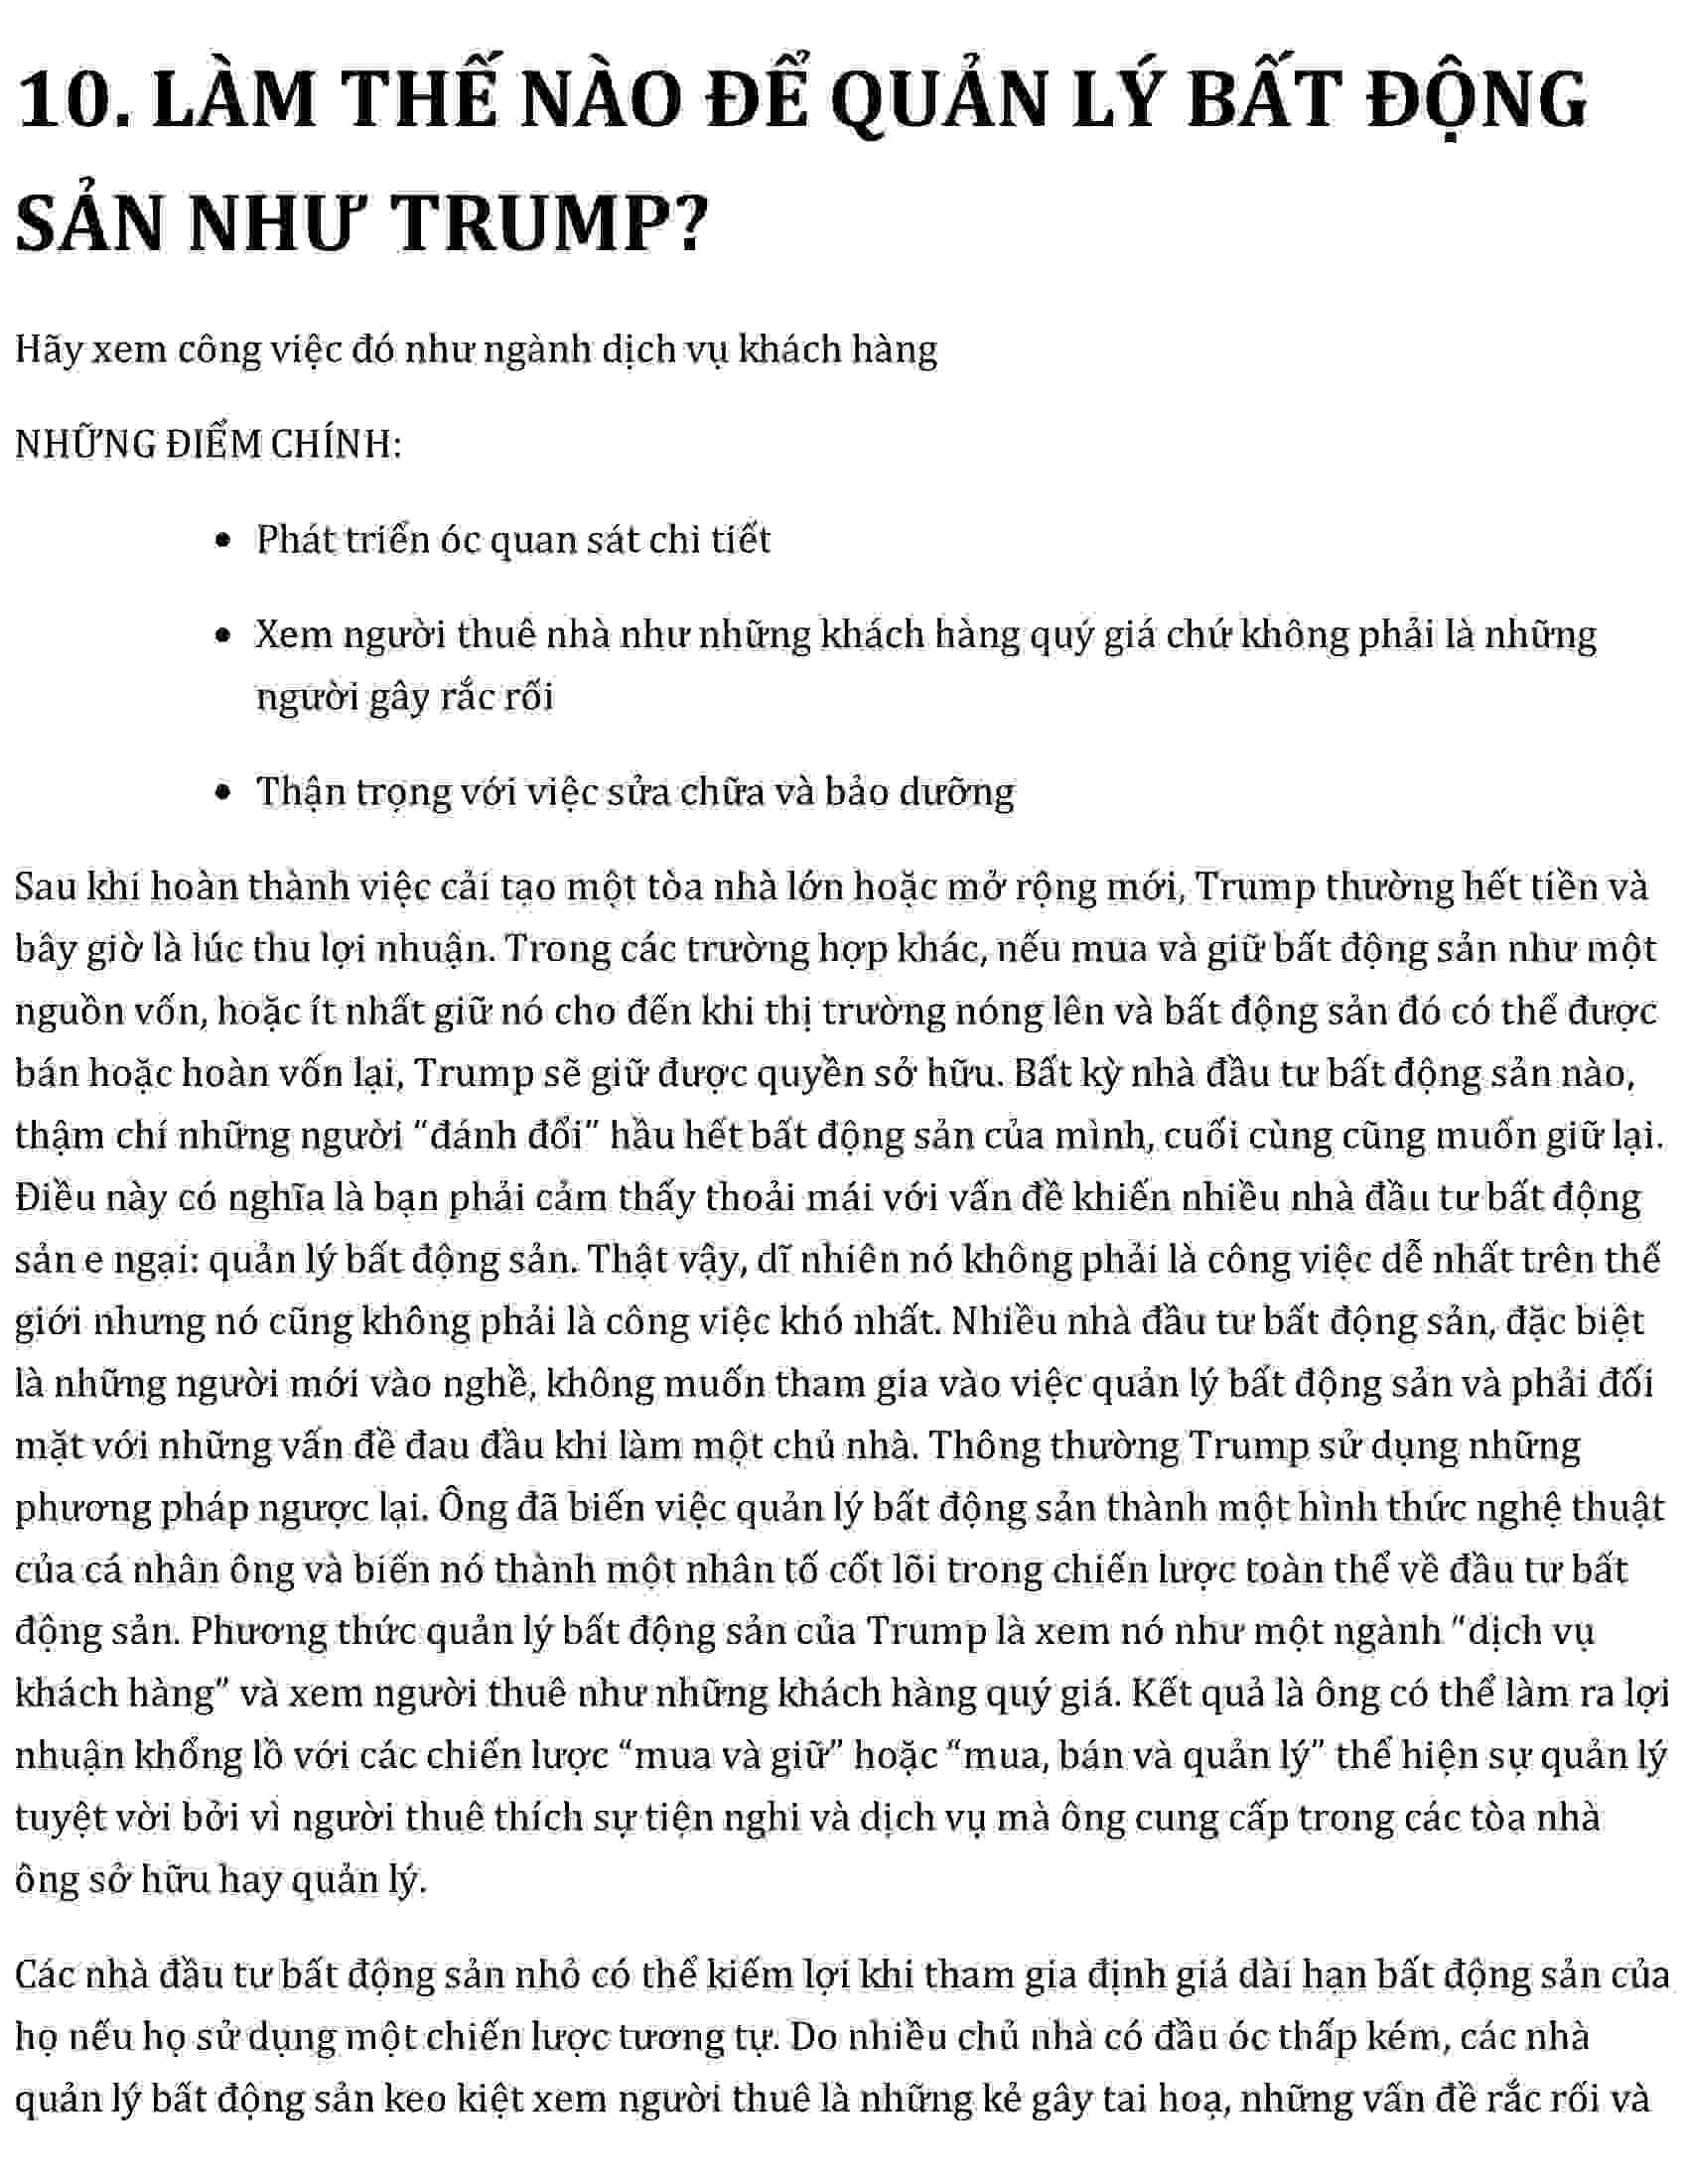 10. LÀM THẾ NÀO ĐỂ QUẢN LÝ BẤT ĐỘNG
SẢN NHƯ TRUMP?
Hãy xem công việc đó như ngành dịch vụ khách hàng
NHỮNG ĐIỂM CHÍNH:
• Phát triển óc quan sát chi tiết
• Xem người thuê nhà như những khách hàng quý giá chứ không phải là những
người gây rắc rối
• Thận trọng với việc sửa chữa và bảo dưỡng
Sau khi hoàn thành việc cải tạo một tòa nhà lớn hoặc mở rộng mới, Trump thường hết tiền và
bây giờ là lúc thu lợi nhuận. Trong các trường hợp khác, nếu mua và giữ bất động sản như một
nguồn vốn, hoặc ít nhất giữ nó cho đến khi thị trường nóng lên và bất động sản đó có thể được
bán hoặc hoàn vốn lại, Trump sẽ giữ được quyền sở hữu. Bất kỳ nhà đầu tư bất động sản nào,
thậm chí những người “đánh đổi” hầu hết bất động sản của mình, cuối cùng cũng muốn giữ lại.
Điều này có nghĩa là bạn phải cảm thấy thoải mái với vấn đề khiến nhiều nhà đầu tư bất động
sản e ngại: quản lý bất động sản. Thật vậy, dĩ nhiên nó không phải là công việc dễ nhất trên thế
giới nhưng nó cũng không phải là công việc khó nhất. Nhiều nhà đầu tư bất động sản, đặc biệt
là những người mới vào nghề, không muốn tham gia vào việc quản lý bất động sản và phải đối
mặt với những vấn đề đau đầu khi làm một chủ nhà. Thông thường Trump sử dụng những
phương pháp ngược lại. Ông đã biến việc quản lý bất động sản thành một hình thức nghệ thuật
của cá nhân ông và biến nó thành một nhân tố cốt lõi trong chiến lược toàn thể về đầu tư bất
động sản. Phương thức quản lý bất động sản của Trump là xem nó như một ngành “dịch vụ
khách hàng” và xem người thuê như những khách hàng quý giá. Kết quả là ông có thể làm ra lợi
nhuận khổng lồ với các chiến lược “mua và giữ” hoặc “mua, bán và quản lý” thể hiện sự quản lý
tuyệt vời bởi vì người thuê thích sự tiện nghi và dịch vụ mà ông cung cấp trong các tòa nhà
ông sở hữu hay quản lý.
Các nhà đầu tư bất động sản nhỏ có thể kiếm lợi khi tham gia định giá dài hạn bất động sản của
họ nếu họ sử dụng một chiến lược tương tự. Do nhiều chủ nhà có đầu óc thấp kém, các nhà
quản lý bất động sản keo kiệt xem người thuê là những kẻ gây tai hoạ, những vấn đề rắc rối và